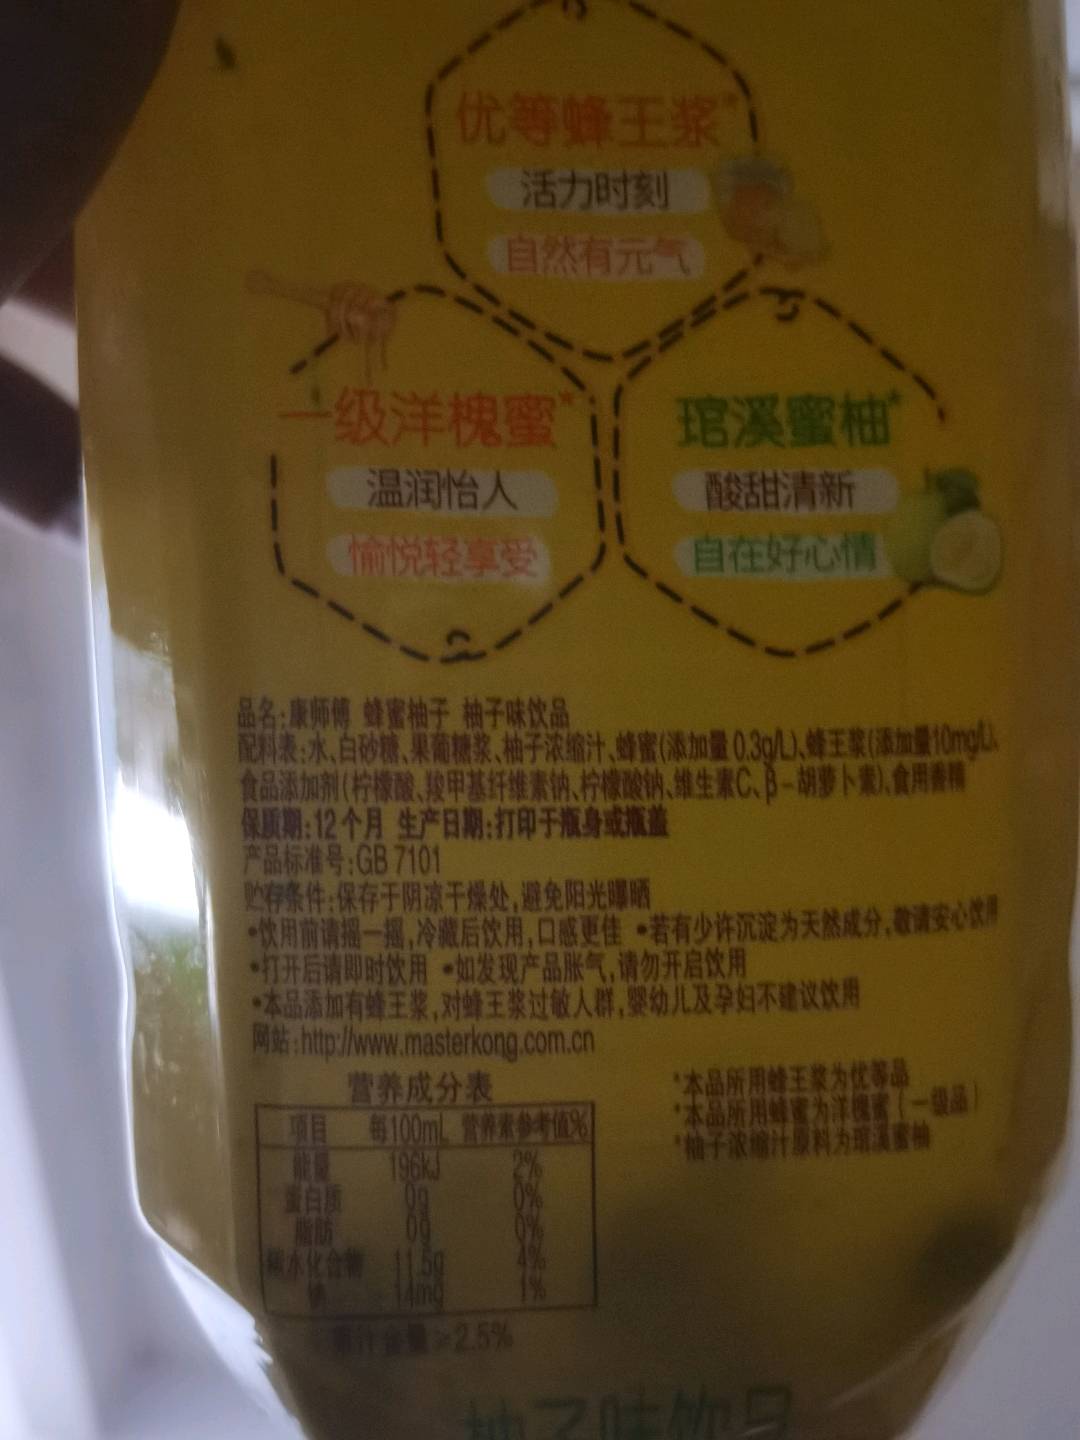 优等蜂王浆*
活力时刻
自然有元气
一级洋槐蜜*
温润怡人
愉悦轻享受
琯溪蜜柚*
酸甜清新
自在好心情
品名:康师傅 蜂蜜柚子 柚子味饮品
配料表:水、白砂糖、果葡糖浆、柚子浓缩汁、蜂蜜(添加量 0.3g/L)、蜂王浆(添加量10mg/L)、
食品添加剂(柠檬酸、羧甲基纤维素钠、柠檬酸钠、维生素C、β-胡萝卜素)、食用香精
保质期:12个月 生产日期:打印于瓶身或瓶盖
产品标准号:GB 7101
贮存条件:保存于阴凉干燥处,避免阳光曝晒
•饮用前请摇一摇,冷藏后饮用,口感更佳 •若有少许沉淀为天然成分,敬请安心饮用
•打开后请即时饮用 •如发现产品胀气,请勿开启饮用
•本品添加有蜂王浆,对蜂王浆过敏人群,婴幼儿及孕妇不建议饮用
网站:http://www.masterkong.com.cn
营养成分表
项目 每100mL 营养素参考值%
能量 196kJ 2%
蛋白质 0g 0%
脂肪 0g 0%
碳水化合物 11.5g 4%
钠 14mg 1%
果汁含量≥2.5%
*本品所用蜂王浆为优等品
*本品所用蜂蜜为洋槐蜜(一级品)
*柚子浓缩汁原料为琯溪蜜柚
柚子味饮品